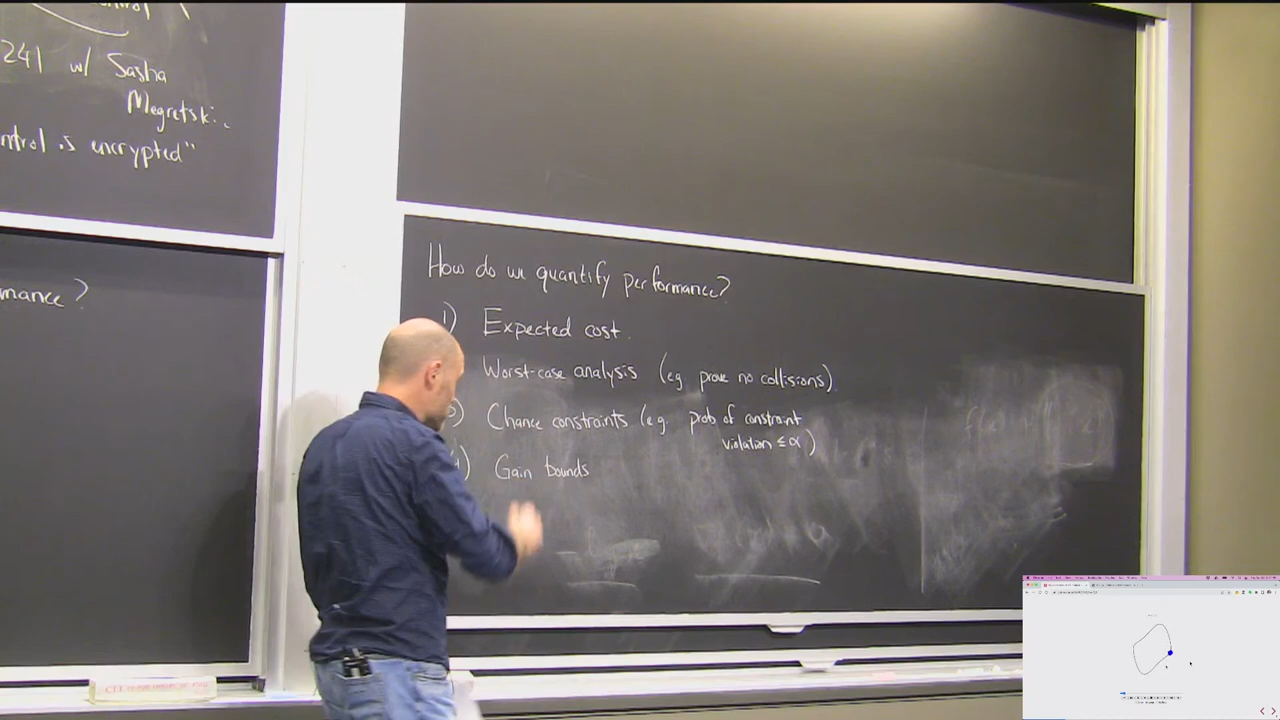 241 w/ Sasha
Megretski.
is encrypted"
mance?
How do we quantify performance?
1) Expected cost.
Worst-case analysis (eg. prove no collisions)
3) Chance constraints (e.g. prob of constraint
violation ≤ α)
4) Gain bounds